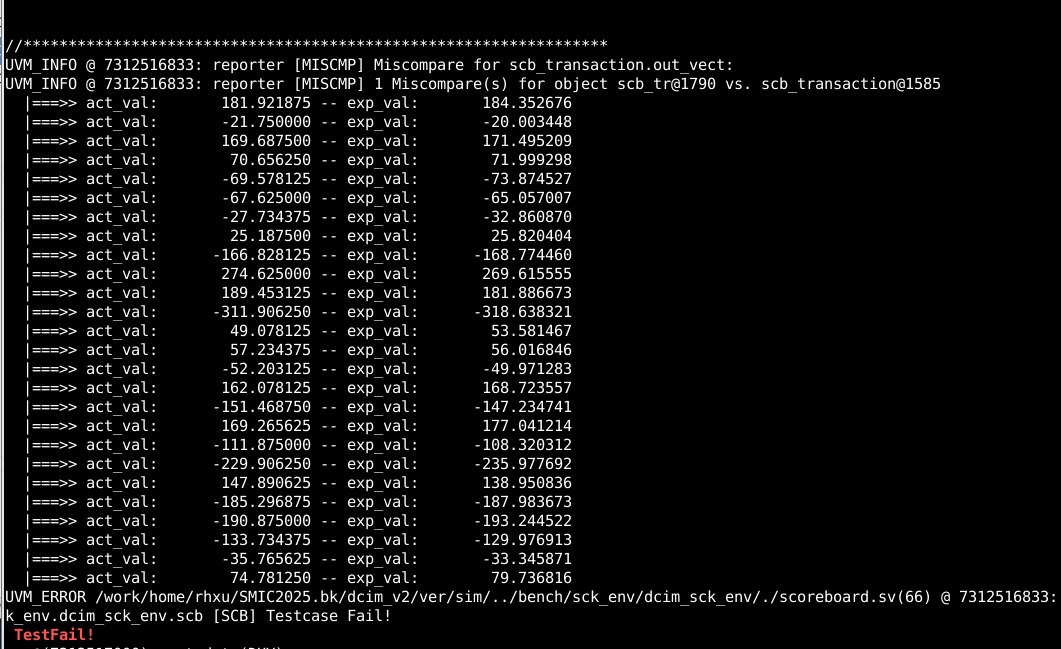 //*****************************************************************
UVM_INFO @ 7312516833: reporter [MISCMP] Miscompare for scb_transaction.out_vect:
UVM_INFO @ 7312516833: reporter [MISCMP] 1 Miscompare(s) for object scb_tr@1790 vs. scb_transaction@1585
|===>> act_val: 181.921875 -- exp_val: 184.352676
|===>> act_val: -21.750000 -- exp_val: -20.003448
|===>> act_val: 169.687500 -- exp_val: 171.495209
|===>> act_val: 70.656250 -- exp_val: 71.999298
|===>> act_val: -69.578125 -- exp_val: -73.874527
|===>> act_val: -67.625000 -- exp_val: -65.057007
|===>> act_val: -27.734375 -- exp_val: -32.860870
|===>> act_val: 25.187500 -- exp_val: 25.820404
|===>> act_val: -166.828125 -- exp_val: -168.774460
|===>> act_val: 274.625000 -- exp_val: 269.615555
|===>> act_val: 189.453125 -- exp_val: 181.886673
|===>> act_val: -311.906250 -- exp_val: -318.638321
|===>> act_val: 49.078125 -- exp_val: 53.581467
|===>> act_val: 57.234375 -- exp_val: 56.016846
|===>> act_val: -52.203125 -- exp_val: -49.971283
|===>> act_val: 162.078125 -- exp_val: 168.723557
|===>> act_val: -151.468750 -- exp_val: -147.234741
|===>> act_val: 169.265625 -- exp_val: 177.041214
|===>> act_val: -111.875000 -- exp_val: -108.320312
|===>> act_val: -229.906250 -- exp_val: -235.977692
|===>> act_val: 147.890625 -- exp_val: 138.950836
|===>> act_val: -185.296875 -- exp_val: -187.983673
|===>> act_val: -190.875000 -- exp_val: -193.244522
|===>> act_val: -133.734375 -- exp_val: -129.976913
|===>> act_val: -35.765625 -- exp_val: -33.345871
|===>> act_val: 74.781250 -- exp_val: 79.736816
UVM_ERROR /work/home/rhxu/SMIC2025.bk/dcim_v2/ver/sim/../bench/sck_env/dcim_sck_env/./scoreboard.sv(66) @ 7312516833:
k_env.dcim_sck_env.scb [SCB] Testcase Fail!
TestFail!